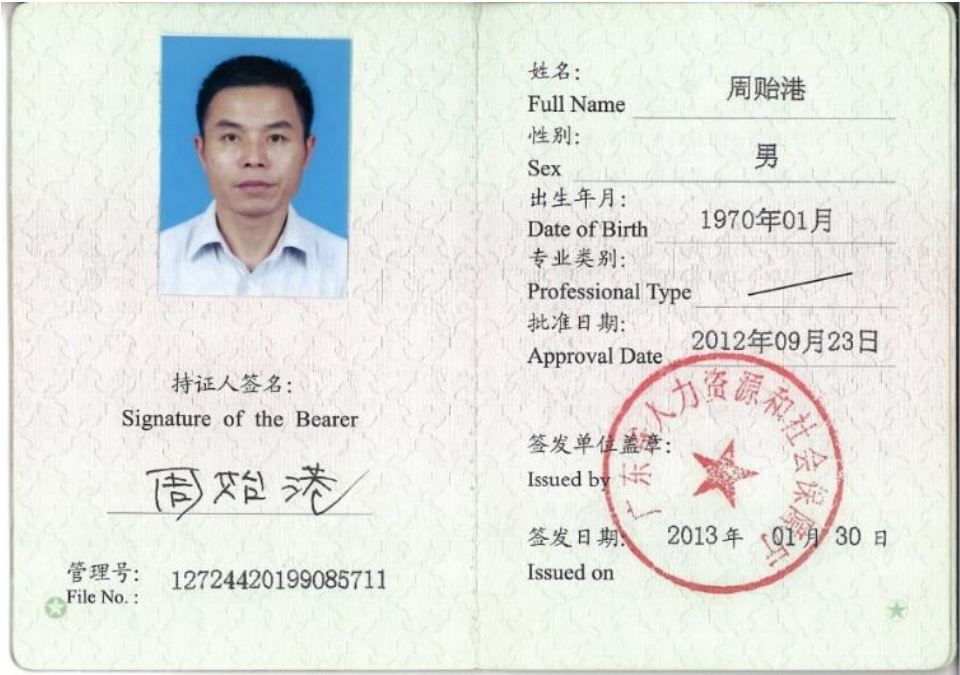 持证人签名:
Signature of the Bearer
周贻港
管理号:
File No. :
12724420199085711
姓名:
Full Name
周贻港
性别:
Sex
男
出生年月:
Date of Birth
1970年01月
专业类别:
Professional Type
批准日期:
Approval Date
2012年09月23日
签发单位盖章:
Issued by
广东省人力资源和社会保障厅
签发日期:
Issued on
2013年 01月 30日